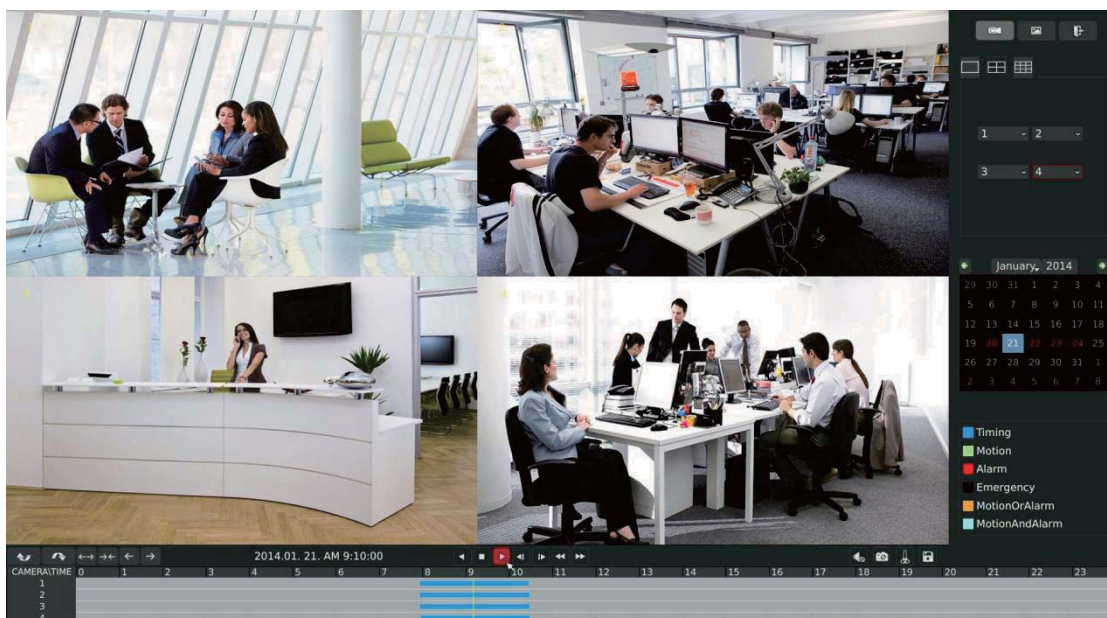 1 2
3 4
January, 2014
29 30 31 1 2 3 4
5 6 7 8 9 10 11
12 13 14 15 16 17 18
19 20 21 22 23 24 25
26 27 28 29 30 31 1
2 3 4 5 6 7 8
Timing
Motion
Alarm
Emergency
MotionOrAlarm
MotionAndAlarm
2014.01. 21. AM 9:10:00
CAMERA\TIME 0 1 2 3 4 5 6 7 8 9 10 11 12 13 14 15 16 17 18 19 20 21 22 23
1
2
3
4